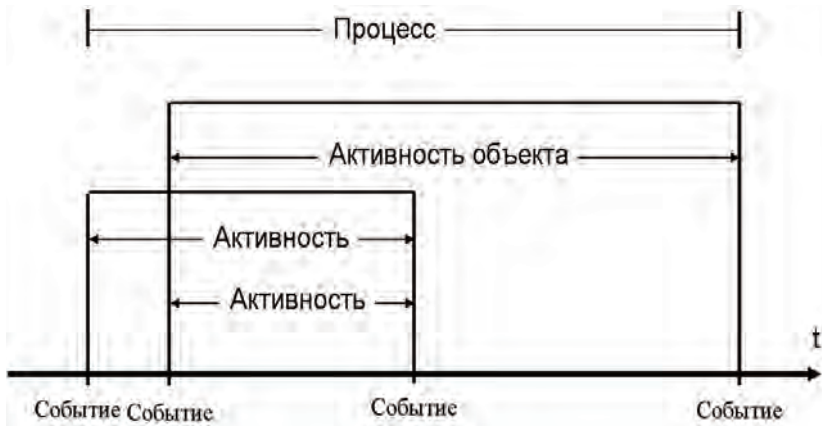 Процесс
Активность объекта
Активность
Активность
t
Событие Событие Событие Событие